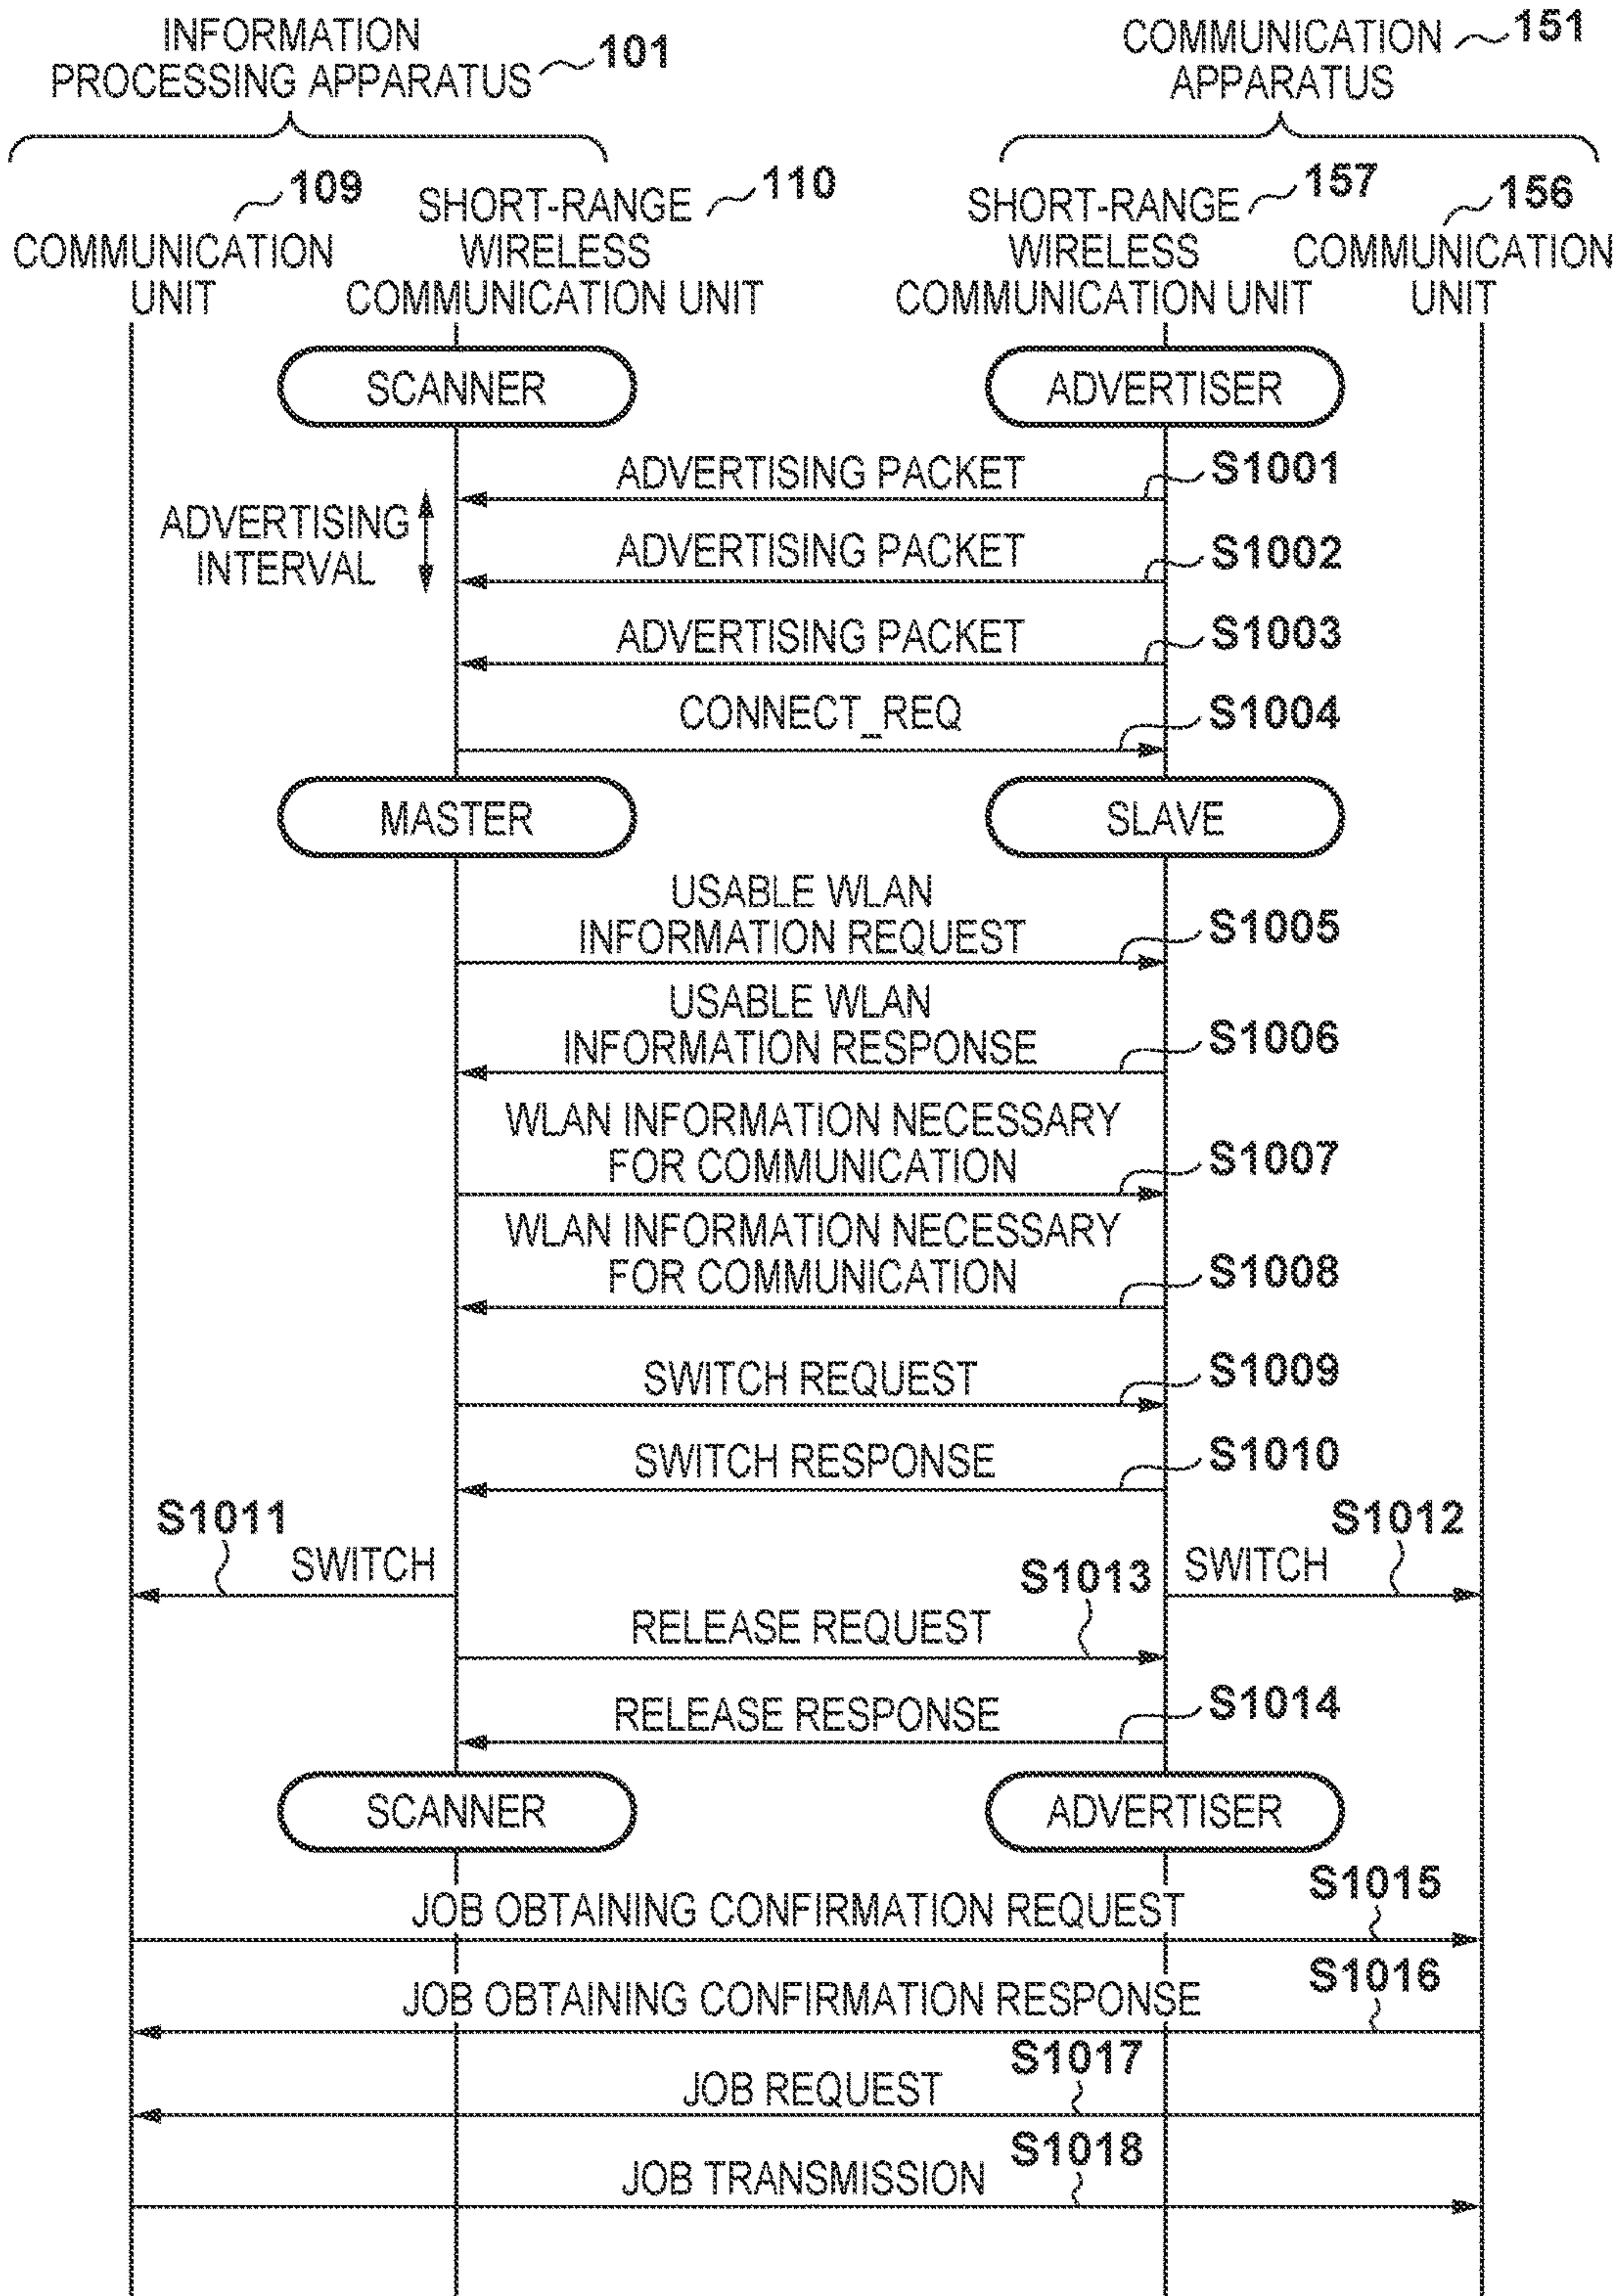 INFORMATION
PROCESSING APPARATUS
101
COMMUNICATION
APPARATUS
151
109
COMMUNICATION
UNIT
110
SHORT-RANGE
WIRELESS
COMMUNICATION UNIT
157
SHORT-RANGE
WIRELESS
COMMUNICATION UNIT
156
COMMUNICATION
UNIT
SCANNER
ADVERTISER
ADVERTISING PACKET
S1001
ADVERTISING
INTERVAL
ADVERTISING PACKET
S1002
ADVERTISING PACKET
S1003
CONNECT_REQ
S1004
MASTER
SLAVE
USABLE WLAN
INFORMATION REQUEST
S1005
USABLE WLAN
INFORMATION RESPONSE
S1006
WLAN INFORMATION NECESSARY
FOR COMMUNICATION
S1007
WLAN INFORMATION NECESSARY
FOR COMMUNICATION
S1008
SWITCH REQUEST
S1009
SWITCH RESPONSE
S1010
S1011
SWITCH
S1012
SWITCH
S1013
RELEASE REQUEST
RELEASE RESPONSE
S1014
SCANNER
ADVERTISER
JOB OBTAINING CONFIRMATION REQUEST
S1015
JOB OBTAINING CONFIRMATION RESPONSE
S1016
JOB REQUEST
S1017
JOB TRANSMISSION
S1018